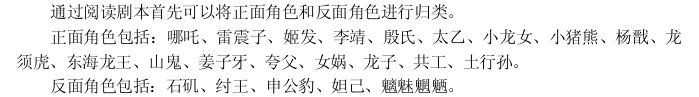 通过阅读剧本首先可以将正面角色和反面角色进行归类。
正面角色包括：哪吒、雷震子、姬发、李靖、殷氏、太乙、小龙女、小猪熊、杨戬、龙
须虎、东海龙王、山鬼、姜子牙、夸父、女娲、龙子、共工、土行孙。
反面角色包括：石矶、纣王、申公豹、妲己、魑魅魍魉。